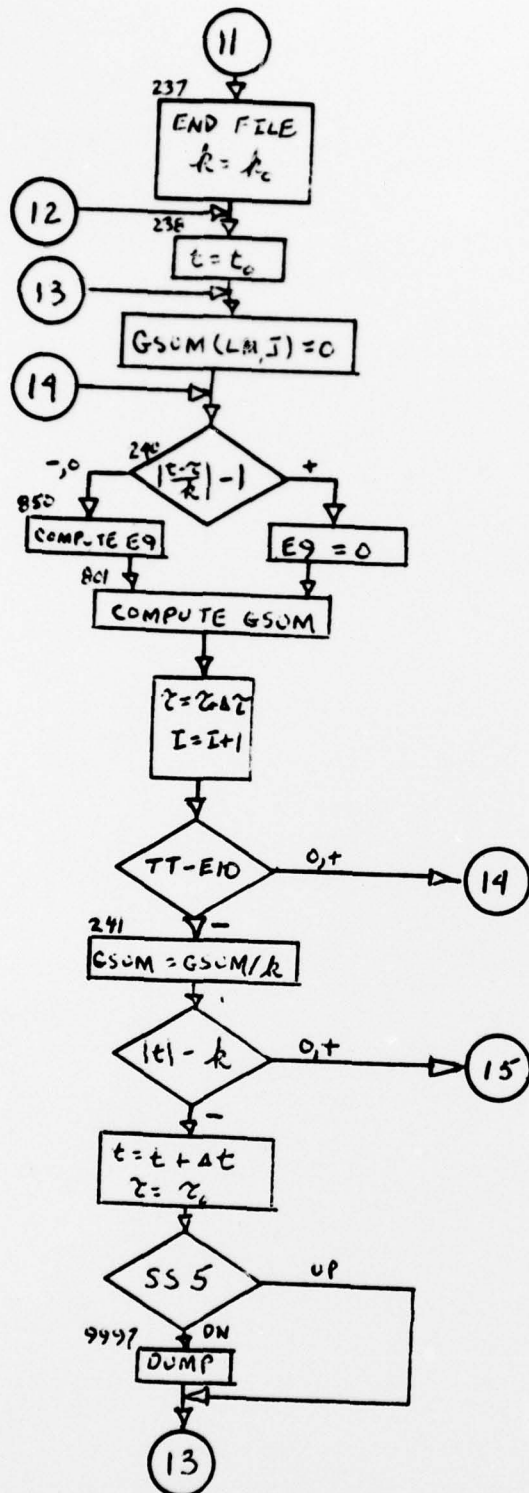 11
237
END FILE
k = k₀
12
238
t = t₀
13
GSUM(LM,I) = 0
14
240
|t-τ/k| - 1
-,0
+
850
COMPUTE E9
E9 = 0
801
COMPUTE GSUM
τ = τ+Δτ
I = I+1
TT-E10
0,+
14
-
241
GSUM = GSUM/k
|t| - k
0,+
15
-
t = t + Δt
τ = τ₀
SS 5
UP
DN
9997
DUMP
13